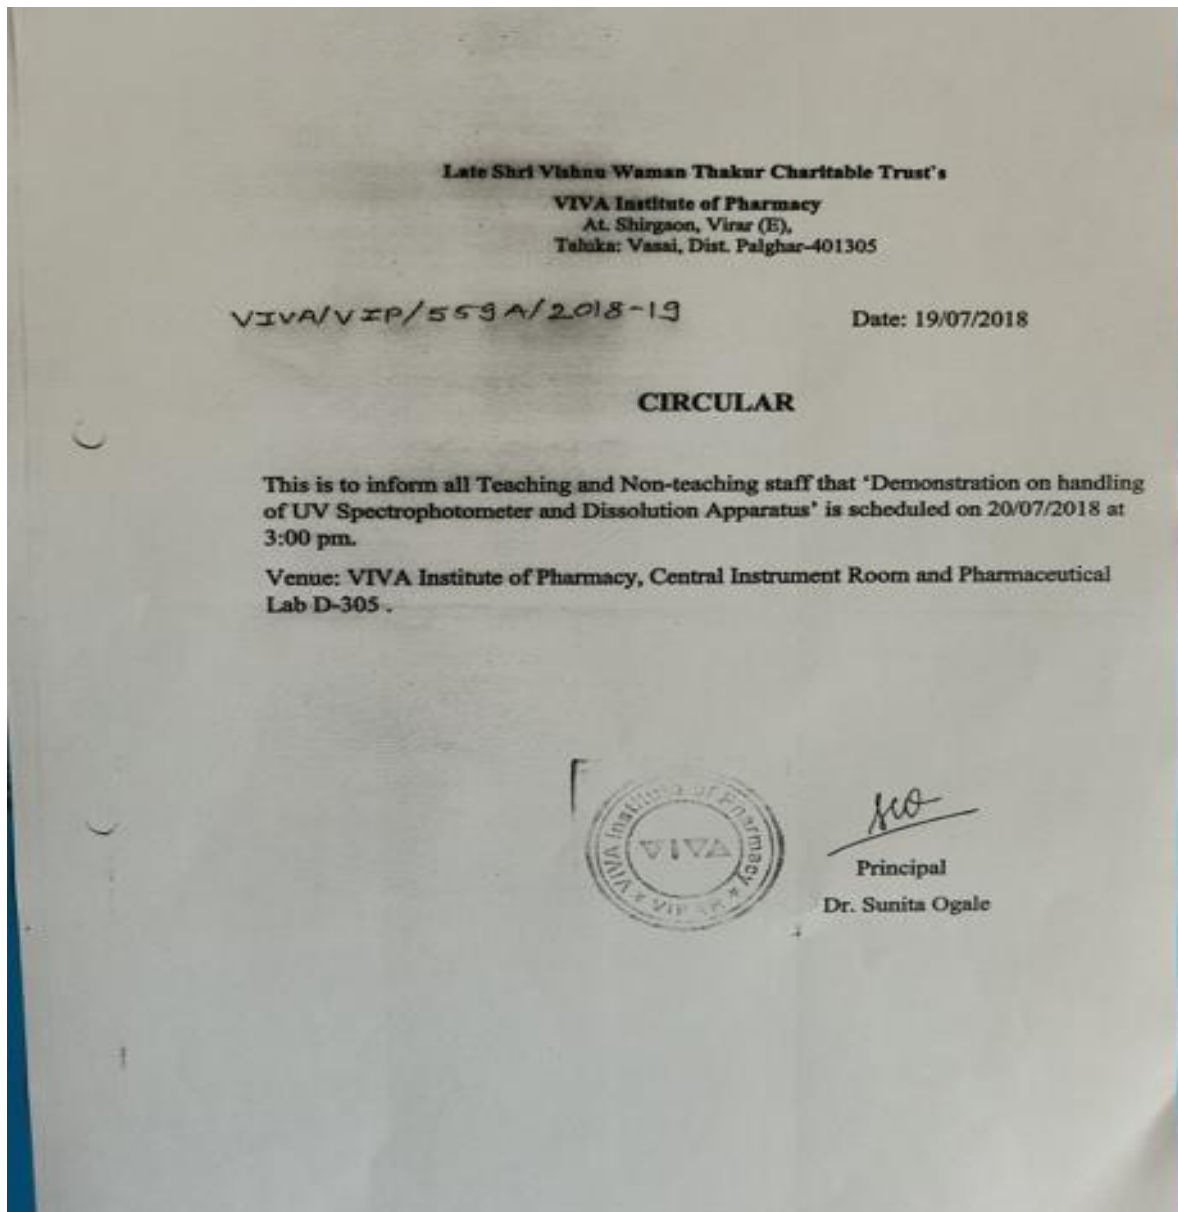 Late Shri Vishnu Waman Thakur Charitable Trust's
VIVA Institute of Pharmacy
At. Shirgaon, Virar (E),
Taluka: Vasai, Dist. Palghar-401305
VIVA/VIP/559A/2018-19
Date: 19/07/2018
CIRCULAR
This is to inform all Teaching and Non-teaching staff that ‘Demonstration on handling
of UV Spectrophotometer and Dissolution Apparatus’ is scheduled on 20/07/2018 at
3:00 pm.
Venue: VIVA Institute of Pharmacy, Central Instrument Room and Pharmaceutical
Lab D-305 .
VIVA Institute of Pharmacy
VIVA
Principal
Dr. Sunita Ogale